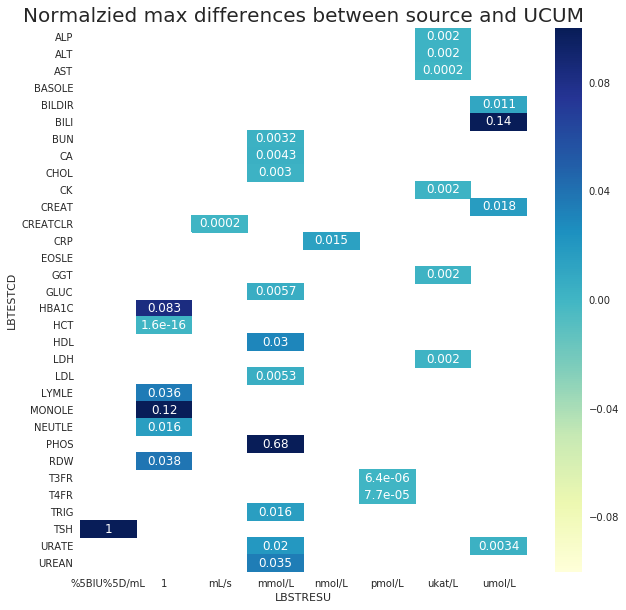 Normalzied max differences between source and UCUM
ALP 0.002
ALT 0.002 0.08
AST 0.0002
BASOLE
BILDIR 0.011
BILI 0.14
BUN 0.0032
CA 0.0043
CHOL 0.003
CK 0.002 0.04
CREAT 0.018
CREATCLR 0.0002
CRP 0.015
EOSLE
GGT 0.002
GLUC 0.0057 0.00
LBTESTCD
HBA1C 0.083
HCT 1.6e-16
HDL 0.03
LDH 0.002
LDL 0.0053
LYMLE 0.036
MONOLE 0.12 −0.04
NEUTLE 0.016
PHOS 0.68
RDW 0.038
T3FR 6.4e-06
T4FR 7.7e-05
TRIG 0.016 −0.08
TSH 1
URATE 0.02 0.0034
UREAN 0.035
%5BIU%5D/mL 1 mL/s mmol/L nmol/L pmol/L ukat/L umol/L
LBSTRESU